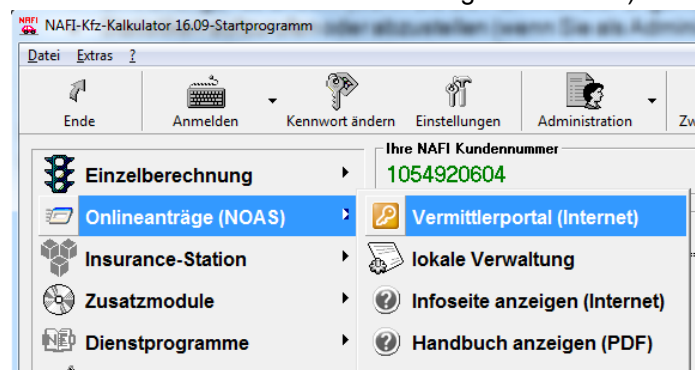 NAFI-Kfz-Kalkulator 16.09-Startprogramm
Datei Extras ?
Ende Anmelden Kennwort ändern Einstellungen Administration
Ihre NAFI Kundennummer
1054920604
Einzelberechnung
Onlineanträge (NOAS) Vermittlerportal (Internet)
Insurance-Station lokale Verwaltung
Zusatzmodule Infoseite anzeigen (Internet)
Dienstprogramme Handbuch anzeigen (PDF)